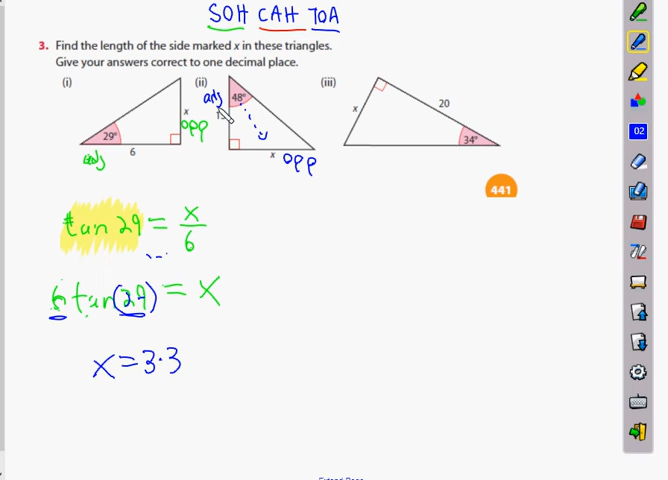 SOH CAH TOA
3. Find the length of the side marked x in these triangles.
Give your answers correct to one decimal place.
(i) (ii) (iii)
29° x opp 6 adj
adj 48° x opp
x 20 34°
441
tan 29 = x/6
6 tan(29) = x
x = 3.3
02